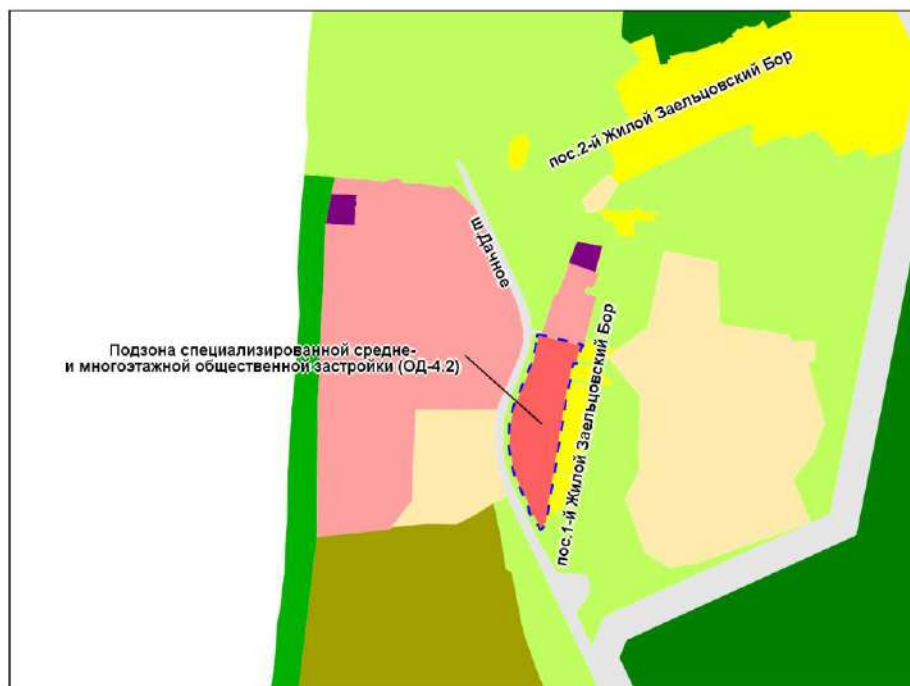 пос.2-й Жилой Заельцовский Бор
ш.Дачное
Подзона специализированной средне-
и многоэтажной общественной застройки (ОД-4.2)
пос.1-й Жилой Заельцовский Бор